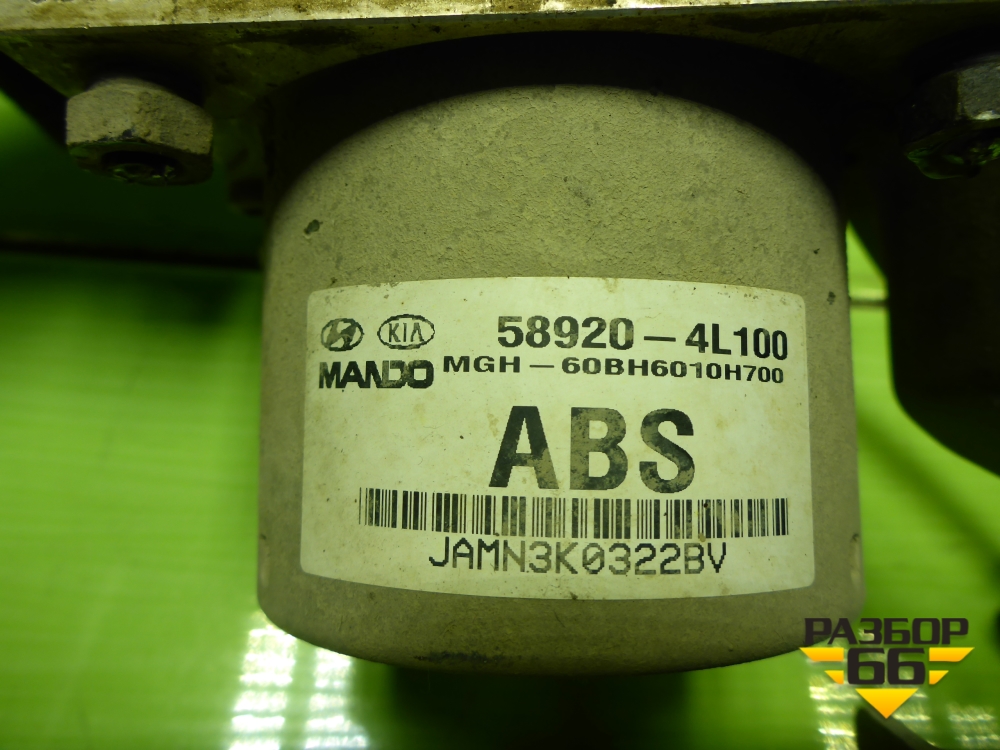 KIA 58920-4L100
MANDO MGH-60BH6010H700
ABS
JAMN3K0322BV
РАЗБОР
66